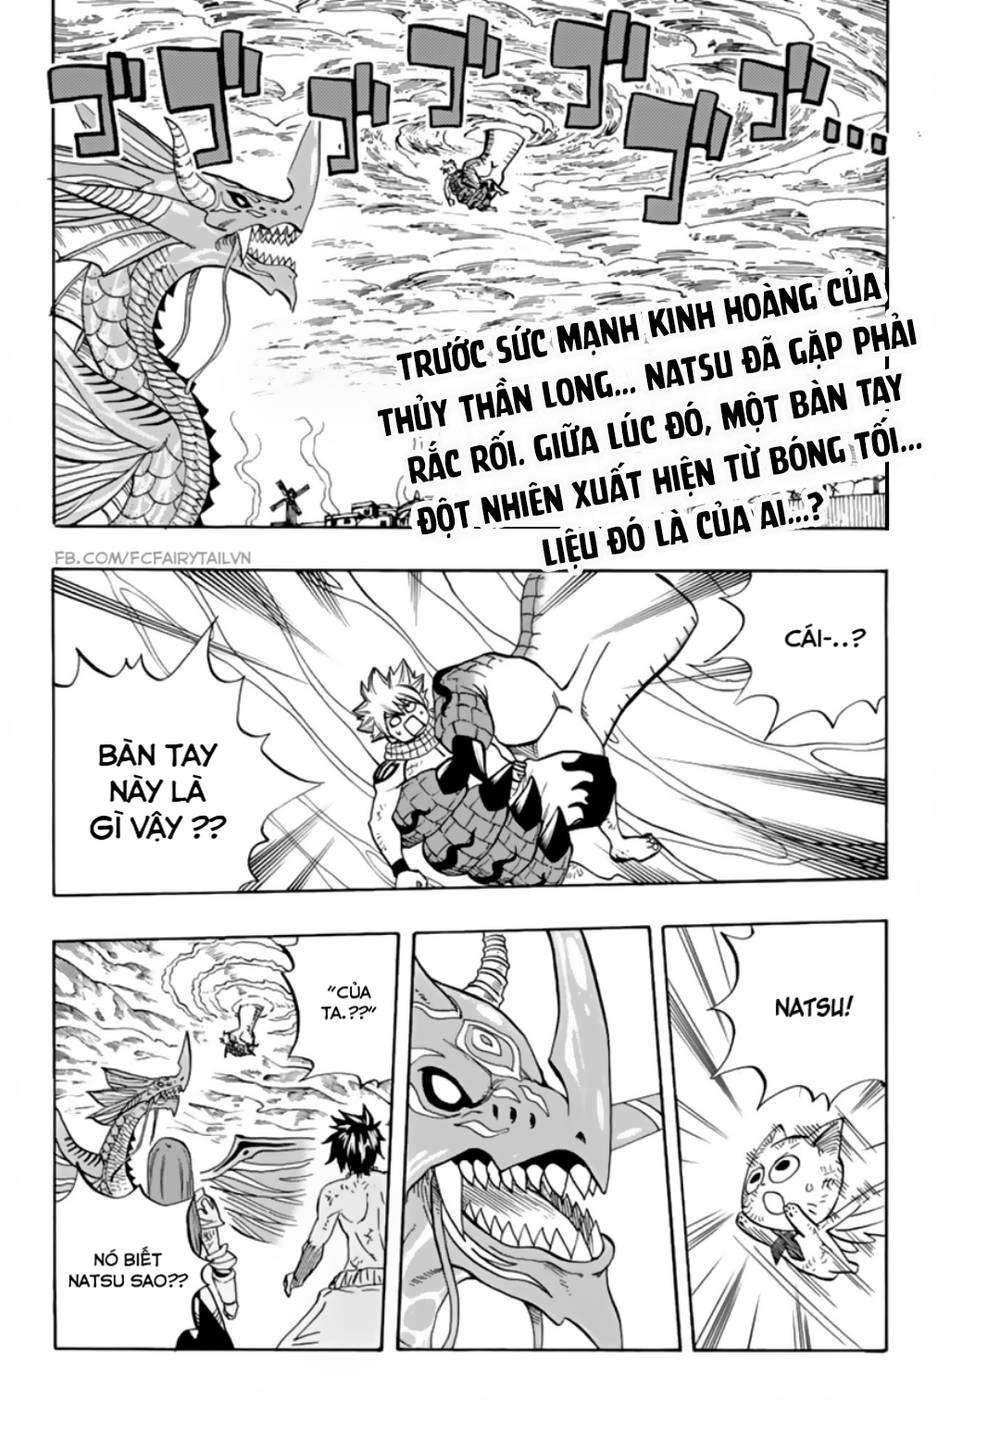 ゴゴゴゴゴゴゴ...
TRƯỚC SỨC MẠNH KINH HOÀNG CỦA
THỦY THẦN LONG... NATSU ĐÃ GẶP PHẢI
RẮC RỐI. GIỮA LÚC ĐÓ, MỘT BÀN TAY
ĐỘT NHIÊN XUẤT HIỆN TỪ BÓNG TỐI...
LIỆU ĐÓ LÀ CỦA AI...?
FB.COM/FCFAIRYTAILVN
CÁI-..?
BÀN TAY
NÀY LÀ
GÌ VẬY ??
NATSU!
"CỦA
TA.??"
NÓ BIẾT
NATSU SAO??